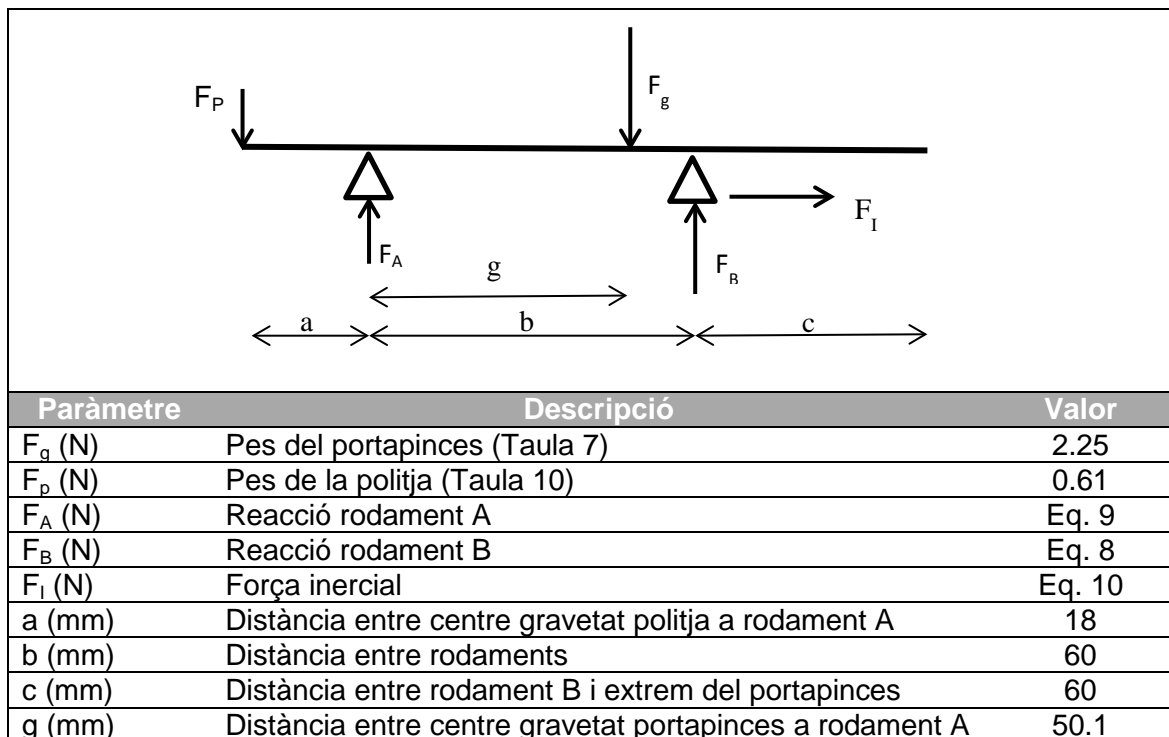 F_P
F_g
F_I
F_A
F_B
g
a b c
Paràmetre Descripció Valor
F_g (N) Pes del portapinces (Taula 7) 2.25
F_p (N) Pes de la politja (Taula 10) 0.61
F_A (N) Reacció rodament A Eq. 9
F_B (N) Reacció rodament B Eq. 8
F_I (N) Força inercial Eq. 10
a (mm) Distància entre centre gravetat politja a rodament A 18
b (mm) Distància entre rodaments 60
c (mm) Distància entre rodament B i extrem del portapinces 60
g (mm) Distància entre centre gravetat portapinces a rodament A 50.1